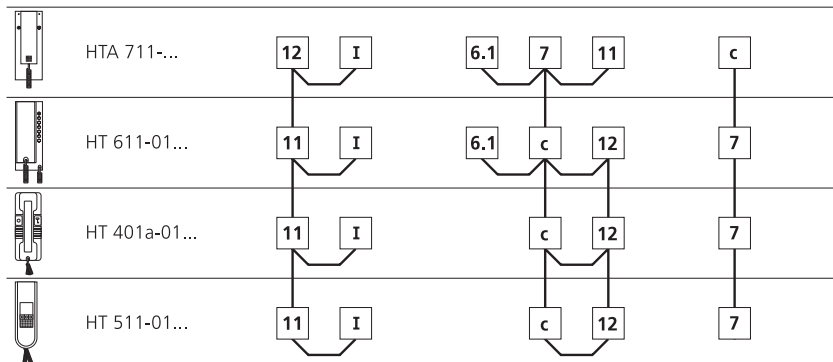 HTA 711-... 12 I 6.1 7 11 c
HT 611-01... 11 I 6.1 c 12 7
HT 401a-01... 11 I c 12 7
HT 511-01... 11 I c 12 7